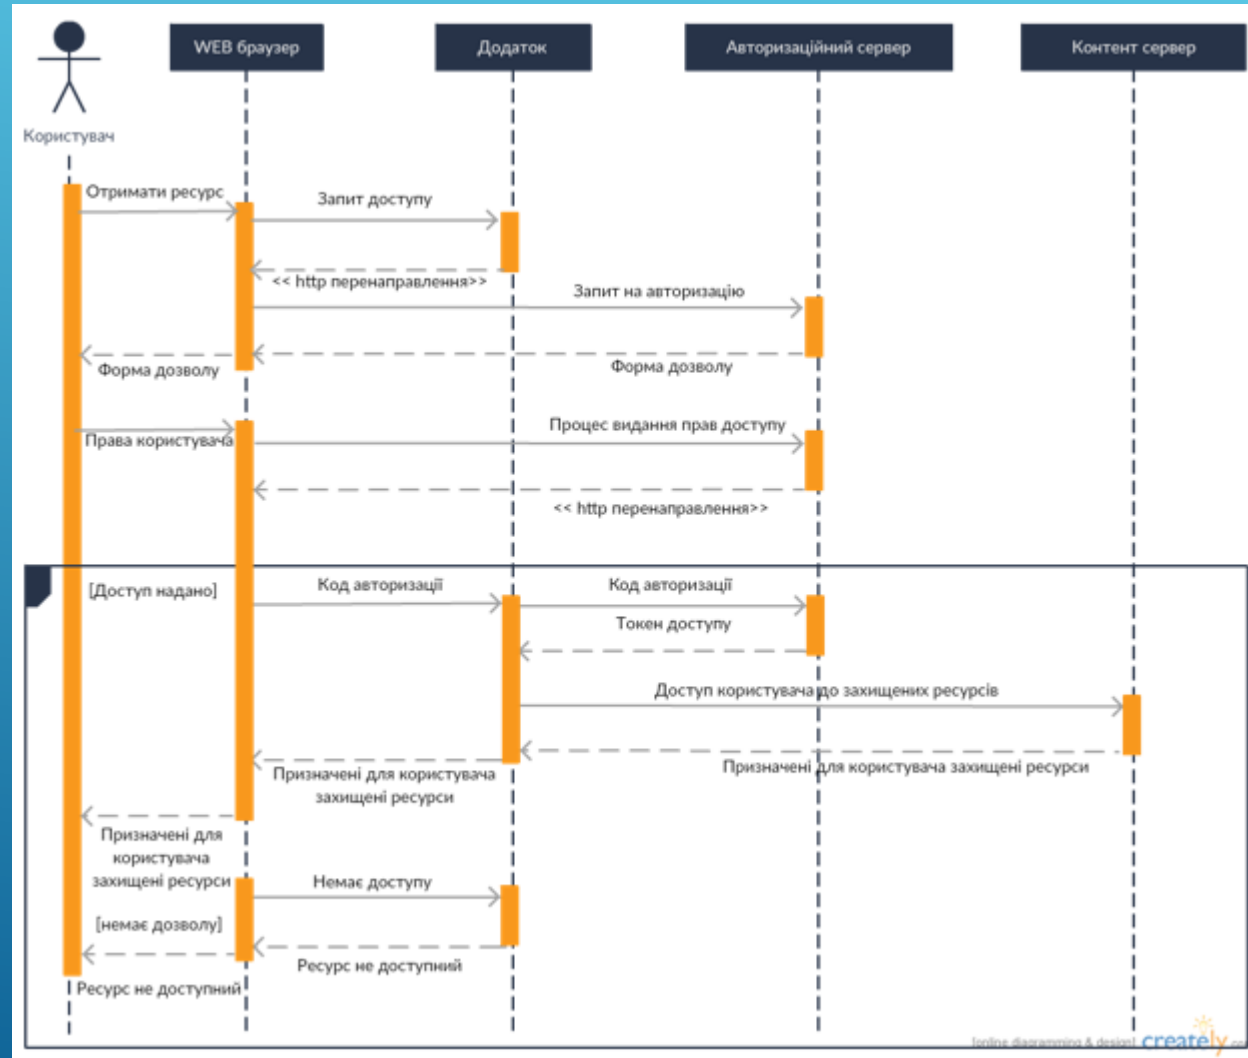 WEB браузер
Додаток
Авторизаційний сервер
Контент сервер
Користувач
Отримати ресурс
Запит доступу
<< http перенаправлення>>
Запит на авторизацію
Форма дозволу
Форма дозволу
Процес видання прав доступу
Права користувача
<< http перенаправлення>>
[Доступ надано]
Код авторизації
Код авторизації
Токен доступу
Доступ користувача до захищених ресурсів
Призначені для користувача захищені ресурси
Призначені для користувача
захищені ресурси
Призначені для
користувача
захищені ресурси
Немає доступу
[немає дозволу]
Ресурс не доступний
Ресурс не доступний
[online diagramming & design] creately